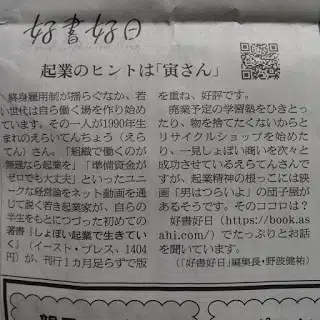 好書好日
起業のヒントは「寅さん」
終身雇用制が揺らぐなか、若
い世代は自ら働く場を作り始め
ています。その一人が1990年生
まれのえらいてんちょう（えら
てん）さん。「組織で働くのが
無理なら起業を」「準備資金が
ゼロでも大丈夫」といったユニ
ークな経営論をネット動画を通
じて説く若き起業家が、自らの
半生をもとにつづった初めての
著書「しょぼい起業で生きてい
く」（イースト・プレス、1404
円）が、刊行1カ月足らずで版
を重ね、好評です。
廃業予定の学習塾をひきとっ
たり、物を捨てたくないからと
リサイクルショップを始めた
り、一見しょぼい商いを次々と
成功させているえらてんさんで
すが、起業精神の根っこには映
画「男はつらいよ」の団子屋が
あるそうです。そのココロは？
好書好日（https://book.as
ahi.com/）でたっぷりとお話
を聞いています。
（「好書好日」編集長・野波健祐）